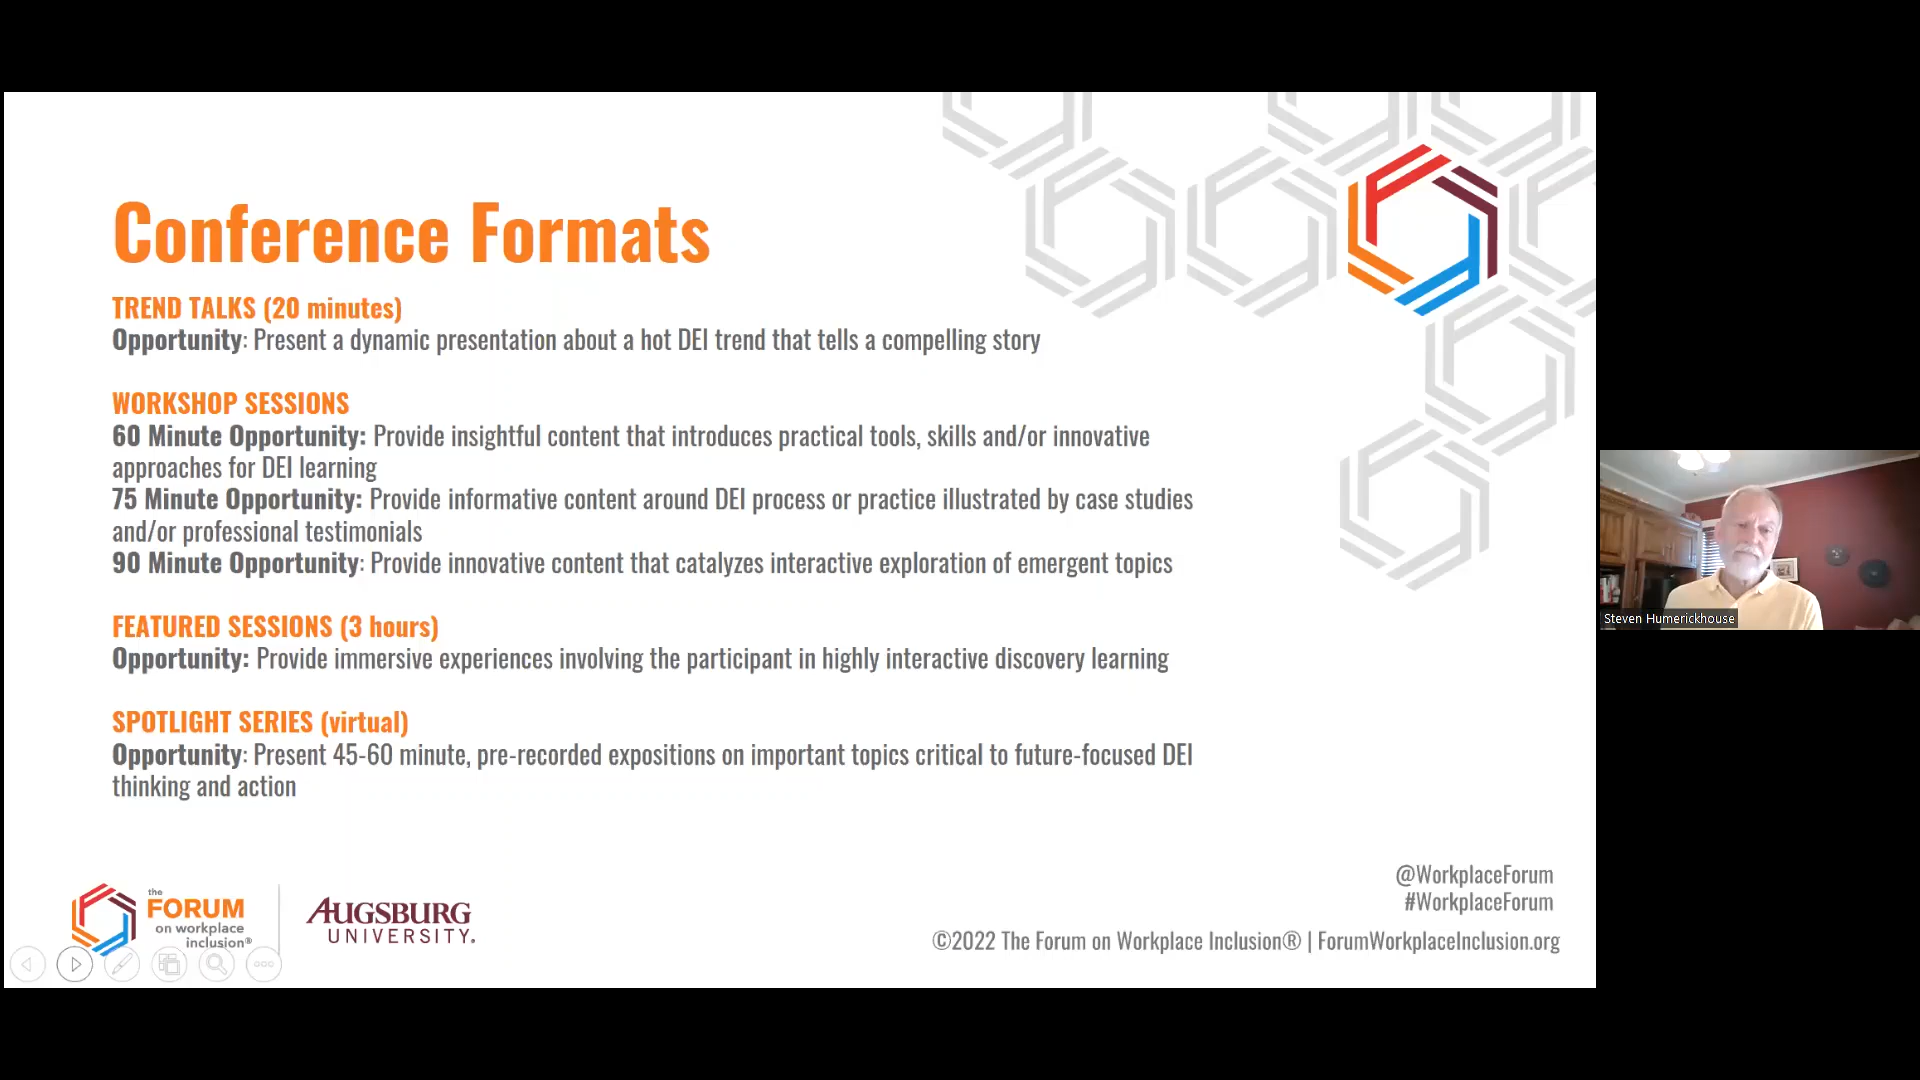 Conference Formats
TREND TALKS (20 minutes)
Opportunity: Present a dynamic presentation about a hot DEI trend that tells a compelling story
WORKSHOP SESSIONS
60 Minute Opportunity: Provide insightful content that introduces practical tools, skills and/or innovative
approaches for DEI learning
75 Minute Opportunity: Provide informative content around DEI process or practice illustrated by case studies
and/or professional testimonials
90 Minute Opportunity: Provide innovative content that catalyzes interactive exploration of emergent topics
FEATURED SESSIONS (3 hours)
Opportunity: Provide immersive experiences involving the participant in highly interactive discovery learning
SPOTLIGHT SERIES (virtual)
Opportunity: Present 45-60 minute, pre-recorded expositions on important topics critical to future-focused DEI
thinking and action
Steven Humerickhouse
the
FORUM
on workplace
inclusion®
AUGSBURG
UNIVERSITY.
@WorkplaceForum
#WorkplaceForum
©2022 The Forum on Workplace Inclusion® | ForumWorkplaceInclusion.org